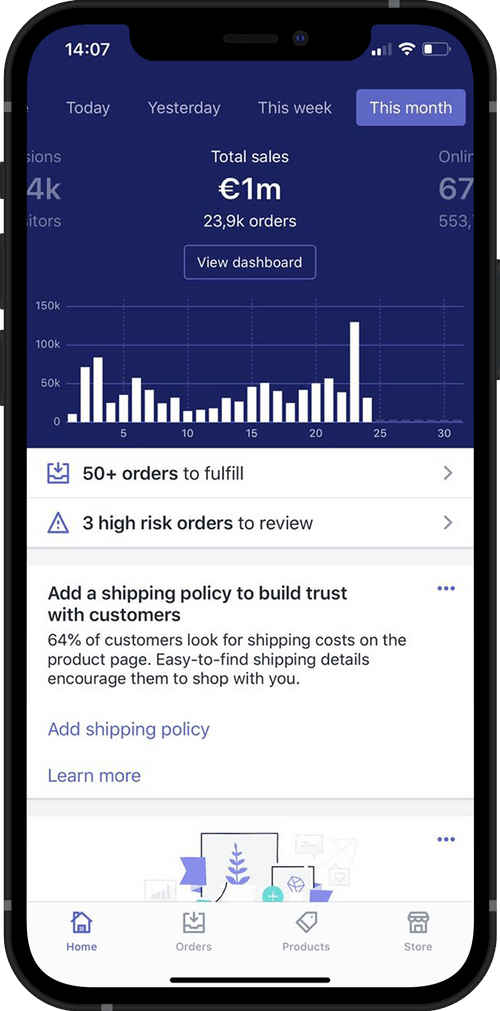 14:07
Today Yesterday This week This month
Total sales
4k €1m 67
23,9k orders 553,
View dashboard
150k
100k
50k
0
5 10 15 20 25 30
50+ orders to fulfill
3 high risk orders to review
Add a shipping policy to build trust
with customers
64% of customers look for shipping costs on the
product page. Easy-to-find shipping details
encourage them to shop with you.
Add shipping policy
Learn more
Home Orders Products Store